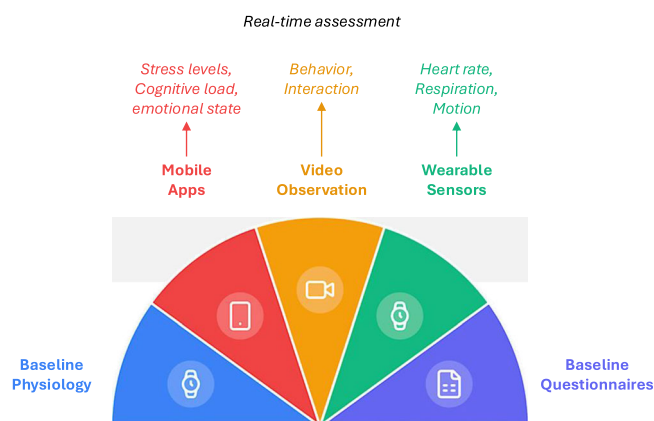 Real-time assessment
Stress levels,
Cognitive load,
emotional state
Behavior,
Interaction
Heart rate,
Respiration,
Motion
Mobile
Apps
Video
Observation
Wearable
Sensors
Baseline
Physiology
Baseline
Questionnaires